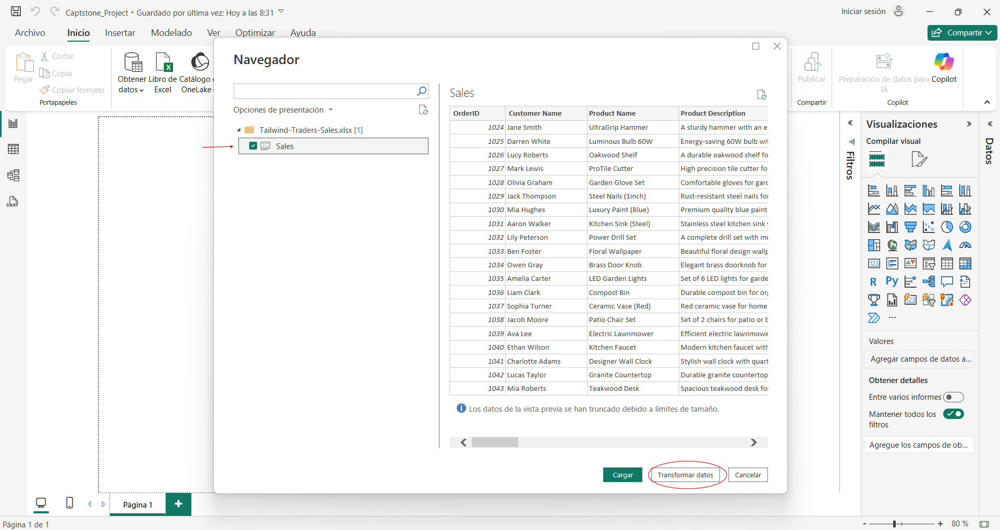 Captstone_Project • Guardado por última vez: Hoy a las 8:31
Iniciar sesión
Archivo
Inicio
Insertar
Modelado
Ver
Optimizar
Ayuda
Compartir
Pegar
Cortar
Copia
Copiar formato
Portapapeles
Obtener datos
Libro de Excel
Catálogo
OneLake
Publicar
Compartir
Preparación de datos para IA
Copilot
Copilot
Navegador
Opciones de presentación
Tailwind-Traders-Sales.xlsx [1]
Sales
Sales
OrderID Customer Name Product Name Product Description
1024 Jane Smith UltraGrip Hammer A sturdy hammer with an e
1025 Darren White Luminous Bulb 60W Energy-saving 60W bulb wit
1026 Lucy Roberts Oakwood Shelf A durable oakwood shelf fo
1027 Mark Lewis ProTile Cutter High precision tile cutter fo
1028 Olivia Graham Garden Glove Set Comfortable gloves for gard
1029 Jack Thompson Steel Nails (1inch) Rust-resistant steel nails for
1030 Mia Hughes Luxury Paint (Blue) Premium quality blue paint
1031 Aaron Walker Kitchen Sink (Steel) Stainless steel kitchen sink
1032 Lily Peterson Power Drill Set A complete drill set with mu
1033 Ben Foster Floral Wallpaper Beautiful floral design wallp
1034 Owen Gray Brass Door Knob Elegant brass doorknob for
1035 Amelia Carter LED Garden Lights Set of 6 LED lights for garde
1036 Liam Clark Compost Bin Durable compost bin for org
1037 Sophia Turner Ceramic Vase (Red) Red ceramic vase for home
1038 Jacob Moore Patio Chair Set Set of 2 chairs for patio or b
1039 Ava Lee Electric Lawnmower Efficient electric lawnmowe
1040 Ethan Wilson Kitchen Faucet Modern kitchen faucet with
1041 Charlotte Adams Designer Wall Clock Stylish wall clock with quart
1042 Lucas Taylor Granite Countertop Durable granite countertop
1043 Mia Roberts Teakwood Desk Spacious teakwood desk for
Los datos de la vista previa se han truncado debido a límites de tamaño.
Cargar
Transformar datos
Cancelar
Filtros
Visualizaciones
Compilar visual
Datos
R
Py
123
123
DAX
Valores
Agregar campos de datos a...
Obtener detalles
Entre varios informes
Mantener todos los
filtros
Agregue los campos de ob...
Página 1
+
Página 1 de 1
- + 80 %